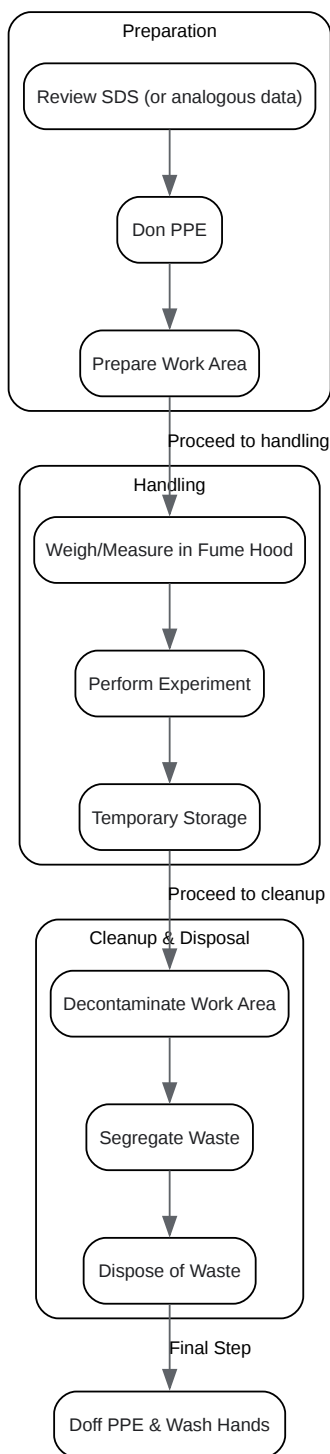 Preparation
Review SDS (or analogous data)
Don PPE
Prepare Work Area
Proceed to handling
Handling
Weigh/Measure in Fume Hood
Perform Experiment
Temporary Storage
Proceed to cleanup
Cleanup & Disposal
Decontaminate Work Area
Segregate Waste
Dispose of Waste
Final Step
Doff PPE & Wash Hands